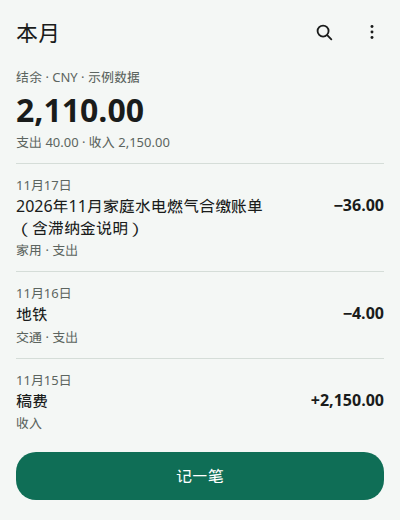 本月
结余 · CNY · 示例数据
2,110.00
支出 40.00 · 收入 2,150.00
11月17日
2026年11月家庭水电燃气合缴账单
（含滞纳金说明）
−36.00
家用 · 支出
11月16日
地铁
−4.00
交通 · 支出
11月15日
稿费
+2,150.00
收入
记一笔